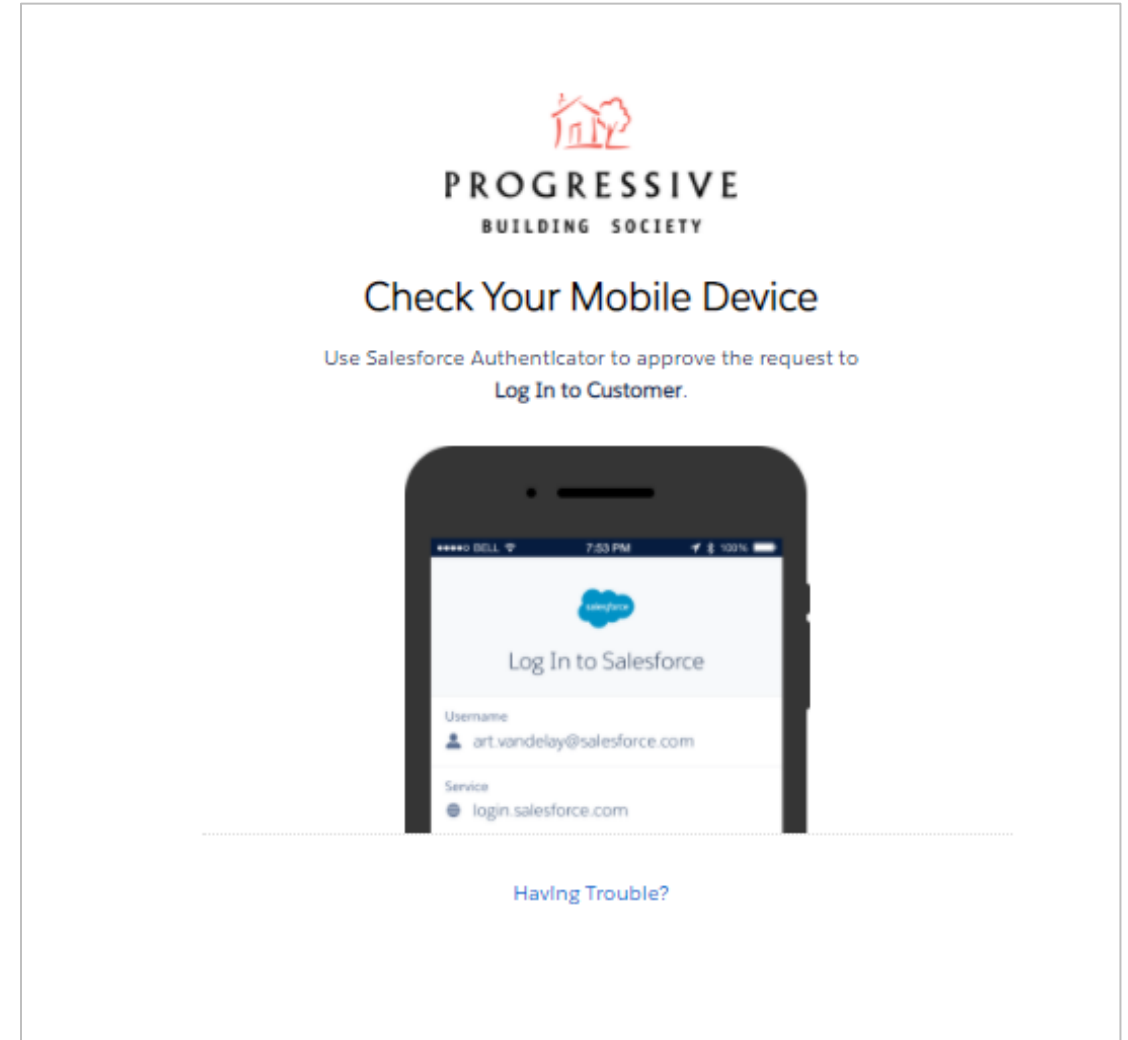 PROGRESSIVE
BUILDING SOCIETY
Check Your Mobile Device
Use Salesforce Authenticator to approve the request to
Log In to Customer.
BELL 7:53 PM 100%
salesforce
Log In to Salesforce
Username
art.vandelay@salesforce.com
Service
login.salesforce.com
Having Trouble?